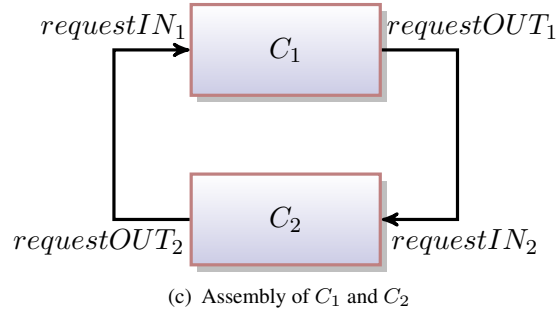 requestIN₁ requestOUT₁
C₁
C₂
requestOUT₂ requestIN₂
(c) Assembly of C₁ and C₂